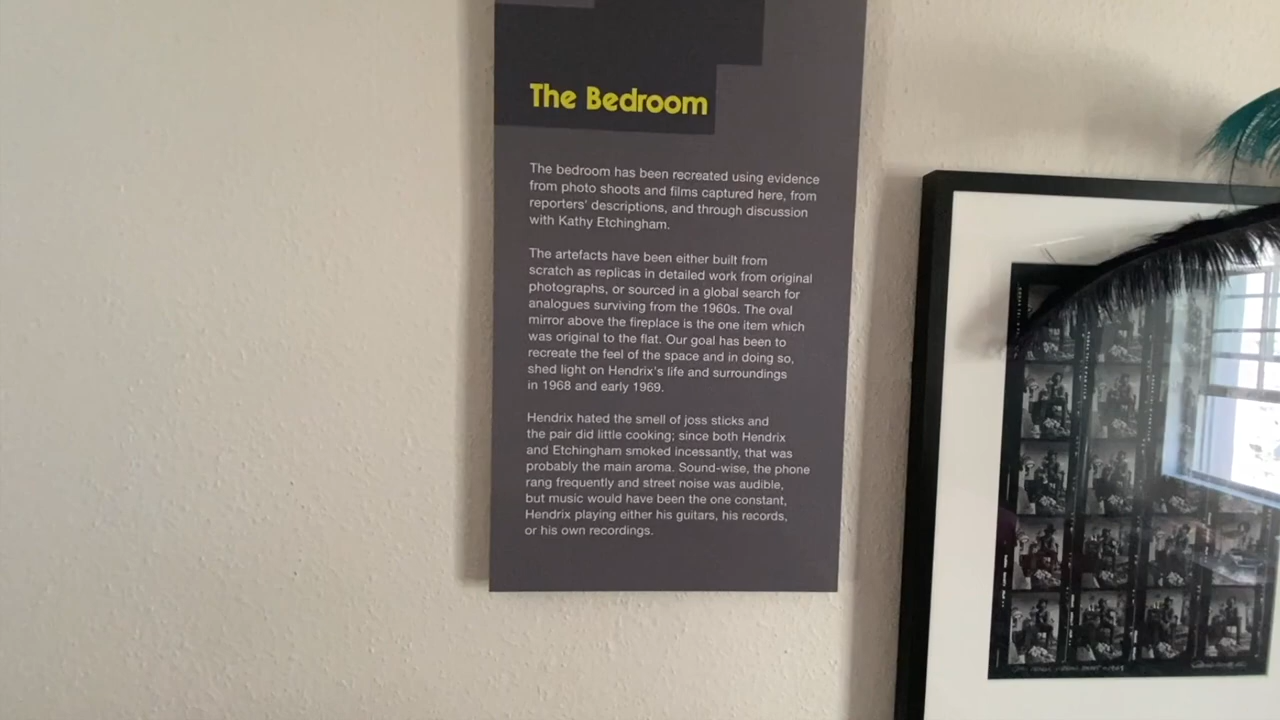 The Bedroom
The bedroom has been recreated using evidence
from photo shoots and films captured here, from
reporters' descriptions, and through discussion
with Kathy Etchingham.
The artefacts have been either built from
scratch as replicas in detailed work from original
photographs, or sourced in a global search for
analogues surviving from the 1960s. The oval
mirror above the fireplace is the one item which
was original to the flat. Our goal has been to
recreate the feel of the space and in doing so,
shed light on Hendrix's life and surroundings
in 1968 and early 1969.
Hendrix hated the smell of joss sticks and
the pair did little cooking; since both Hendrix
and Etchingham smoked incessantly, that was
probably the main aroma. Sound-wise, the phone
rang frequently and street noise was audible,
but music would have been the one constant,
Hendrix playing either his guitars, his records,
or his own recordings.